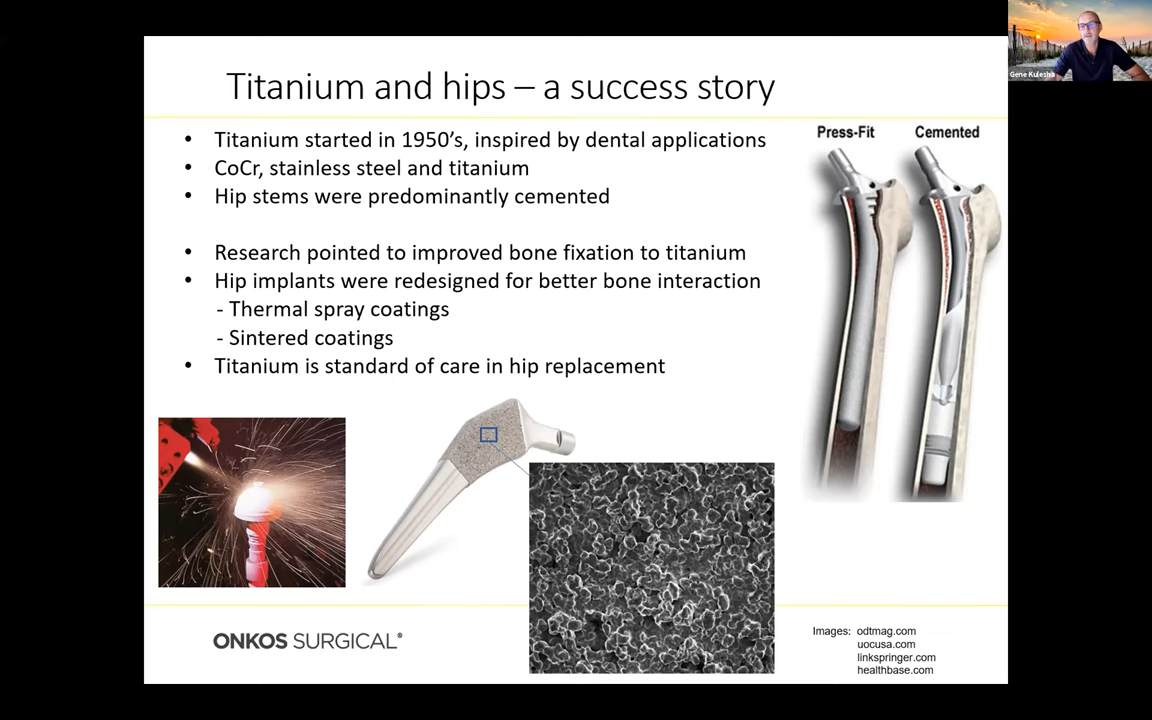 Gene Kulesha
Titanium and hips – a success story
• Titanium started in 1950's, inspired by dental applications
• CoCr, stainless steel and titanium
• Hip stems were predominantly cemented
• Research pointed to improved bone fixation to titanium
• Hip implants were redesigned for better bone interaction
- Thermal spray coatings
- Sintered coatings
• Titanium is standard of care in hip replacement
Press-Fit Cemented
ONKOS SURGICAL®
Images: odtmag.com
uocusa.com
linkspringer.com
healthbase.com